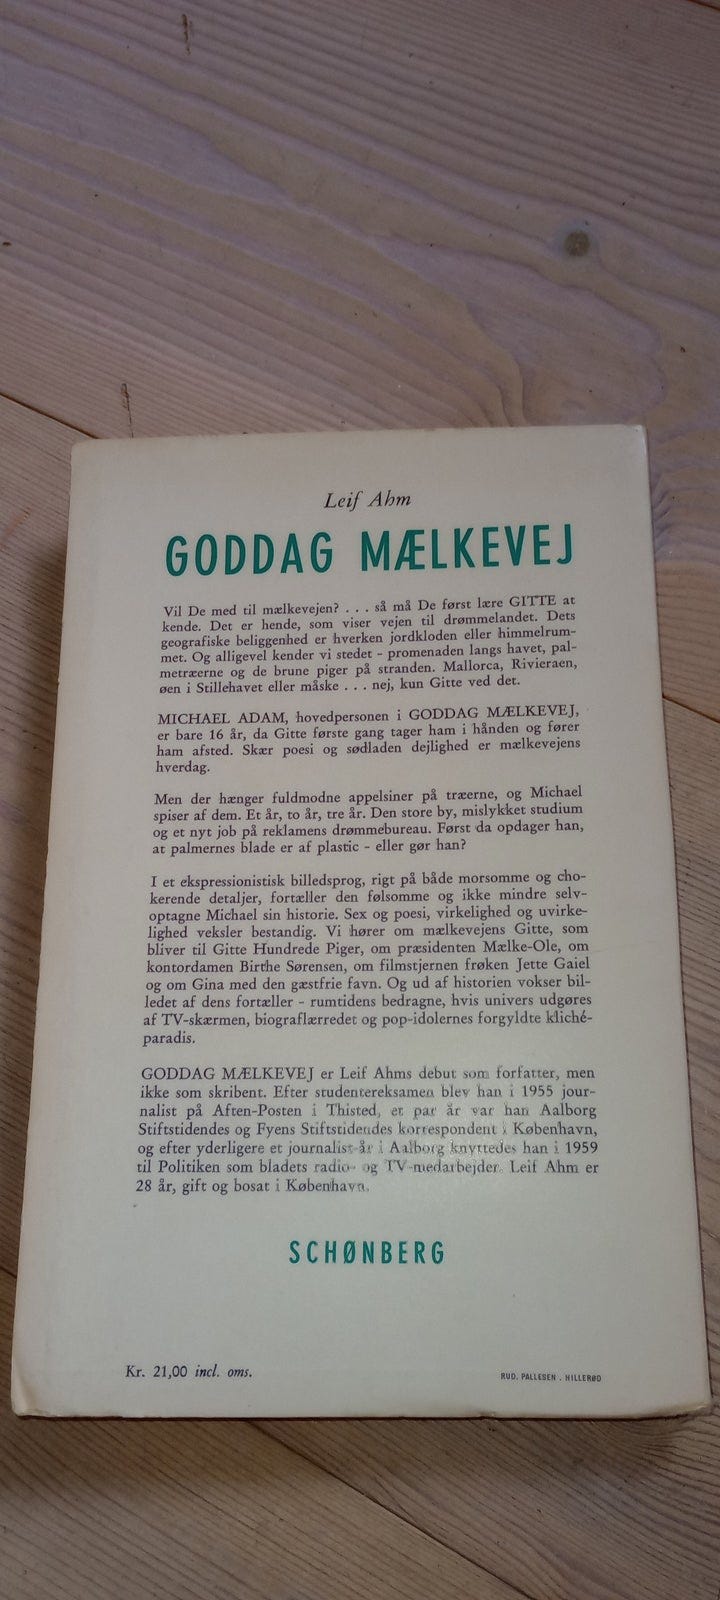 Leif Ahm
GODDAG MÆLKEVEJ
Vil De med til mælkevejen? . . . så må De først lære GITTE at
kende. Det er hende, som viser vejen til drømmelandet. Dets
geografiske beliggenhed er hverken jordkloden eller himmelrum-
met. Og alligevel kender vi stedet - promenaden langs havet, pal-
metræerne og de brune piger på stranden. Mallorca, Rivieraen,
øen i Stillehavet eller måske . . . nej, kun Gitte ved det.
MICHAEL ADAM, hovedpersonen i GODDAG MÆLKEVEJ,
er bare 16 år, da Gitte første gang tager ham i hånden og fører
ham afsted. Skær poesi og sødladen dejlighed er mælkevejens
hverdag.
Men der hænger fuldmodne appelsiner på træerne, og Michael
spiser af dem. Et år, to år, tre år. Den store by, mislykket studium
og et nyt job på reklamens drømmebureau. Først da opdager han,
at palmernes blade er af plastic - eller gør han?
I et ekspressionistisk billedsprog, rigt på både morsomme og cho-
kerende detaljer, fortæller den følsomme og ikke mindre selv-
optagne Michael sin historie. Sex og poesi, virkelighed og uvirke-
lighed veksler bestandig. Vi hører om mælkevejens Gitte, som
bliver til Gitte Hundrede Piger, om præsidenten Mælke-Ole, om
kontordamen Birthe Sørensen, om filmstjernen frøken Jette Gaiel
og om Gina med den gæstfrie favn. Og ud af historien vokser bil-
ledet af dens fortæller - rumtidens bedragne, hvis univers udgøres
af TV-skærmen, biograflærredet og pop-idolernes forgyldte kliché-
paradis.
GODDAG MÆLKEVEJ er Leif Ahms debut som forfatter, men
ikke som skribent. Efter studentereksamen blev han i 1955 jour-
nalist på Aften-Posten i Thisted, et par år var han Aalborg
Stiftstidendes og Fyens Stiftstidendes korrespondent i København,
og efter yderligere et journalist-år i Aalborg knyttedes han i 1959
til Politiken som bladets radio- og TV-medarbejder. Leif Ahm er
28 år, gift og bosat i København.
SCHØNBERG
Kr. 21,00 incl. oms.
RUD. PALLESEN . HILLERØD